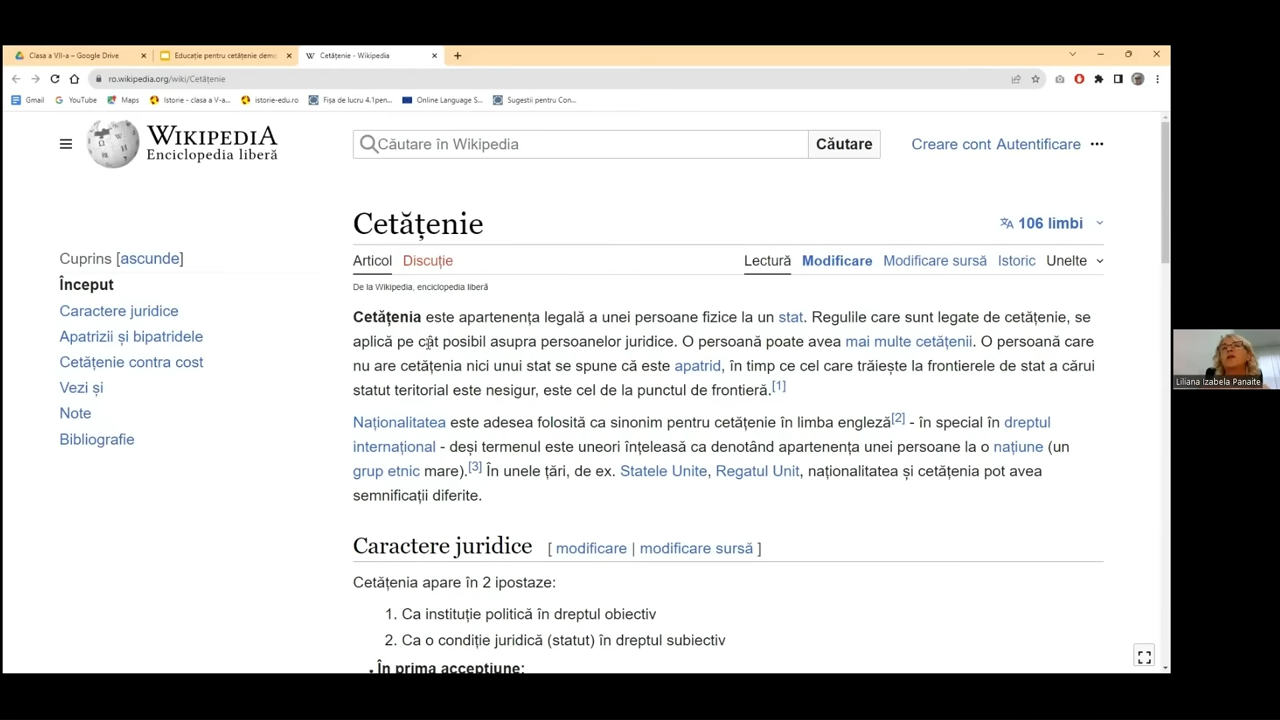 Clasa a VII-a – Google Drive
Educație pentru cetățenie dem
Cetățenie - Wikipedia
ro.wikipedia.org/wiki/Cetățenie
Gmail
YouTube
Maps
Istorie - clasa a V-a...
istorie-edu.ro
Fișa de lucru 4.1pen...
Online Language S...
Sugestii pentru Con...
WIKIPEDIA
Enciclopedia liberă
Căutare în Wikipedia
Căutare
Creare cont Autentificare
Cetățenie
106 limbi
Cuprins [ascunde]
Început
Caractere juridice
Apatrizii și bipatridele
Cetățenie contra cost
Vezi și
Note
Bibliografie
Articol Discuție
Lectură Modificare Modificare sursă Istoric Unelte
De la Wikipedia, enciclopedia liberă
Cetățenia este apartenența legală a unei persoane fizice la un stat. Regulile care sunt legate de cetățenie, se
aplică pe cât posibil asupra persoanelor juridice. O persoană poate avea mai multe cetățenii. O persoană care
nu are cetățenia nici unui stat se spune că este apatrid, în timp ce cel care trăiește la frontierele de stat a cărui
statut teritorial este nesigur, este cel de la punctul de frontieră.[1]
Naționalitatea este adesea folosită ca sinonim pentru cetățenie în limba engleză[2] - în special în dreptul
internațional - deși termenul este uneori înțeleasă ca denotând apartenența unei persoane la o națiune (un
grup etnic mare).[3] În unele țări, de ex. Statele Unite, Regatul Unit, naționalitatea și cetățenia pot avea
semnificații diferite.
Caractere juridice [ modificare | modificare sursă ]
Cetățenia apare în 2 ipostaze:
1. Ca instituție politică în dreptul obiectiv
2. Ca o condiție juridică (statut) în dreptul subiectiv
În prima accepțiune:
Liliana Izabela Panaite